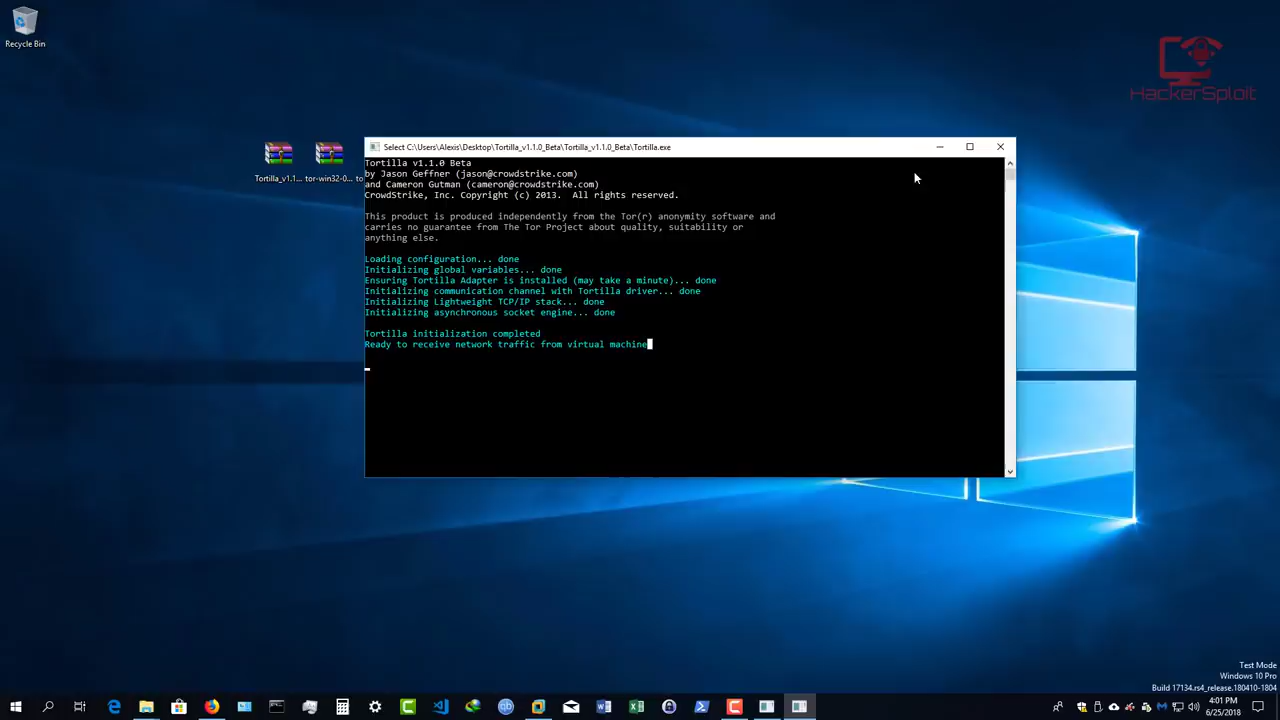 Recycle Bin
HackerSploit
Tortilla_v1.1...
tor-win32-0...
Select C:\Users\Alexis\Desktop\Tortilla_v1.1.0_Beta\Tortilla_v1.1.0_Beta\Tortilla.exe
Tortilla v1.1.0 Beta
by Jason Geffner (jason@crowdstrike.com)
and Cameron Gutman (cameron@crowdstrike.com)
CrowdStrike, Inc. Copyright (c) 2013.  All rights reserved.
This product is produced independently from the Tor(r) anonymity software and
carries no guarantee from The Tor Project about quality, suitability or
anything else.
Loading configuration... done
Initializing global variables... done
Ensuring Tortilla Adapter is installed (may take a minute)... done
Initializing communication channel with Tortilla driver... done
Initializing Lightweight TCP/IP stack... done
Initializing asynchronous socket engine... done
Tortilla initialization completed
Ready to receive network traffic from virtual machine
Test Mode
Windows 10 Pro
Build 17134.rs4_release.180410-1804
4:01 PM
6/25/2018